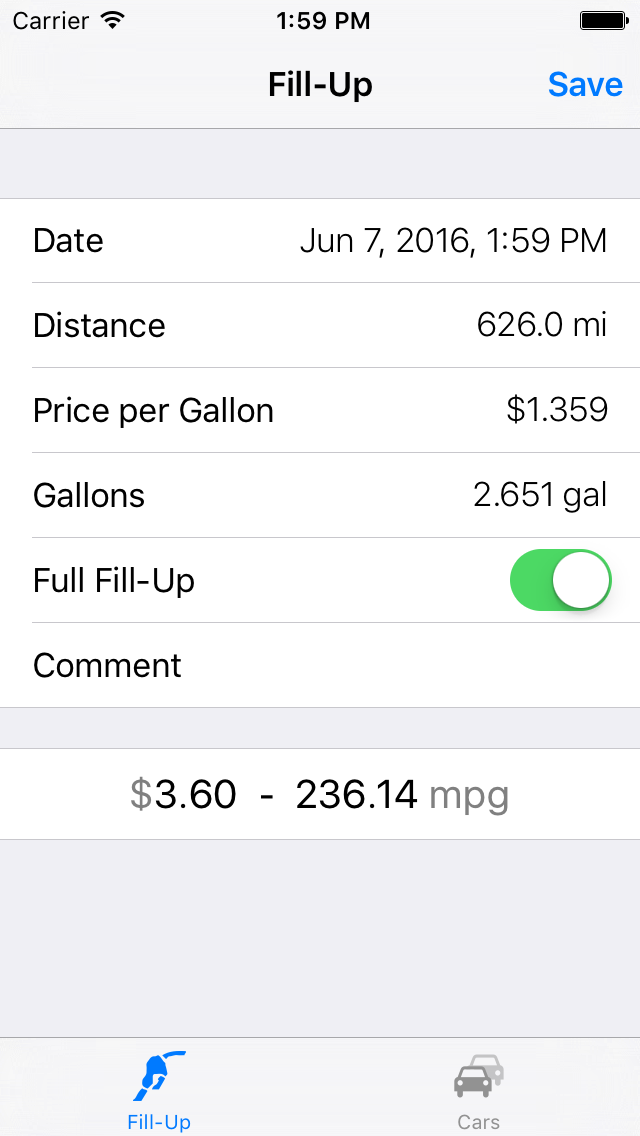 Carrier 1:59 PM
Fill-Up Save
Date Jun 7, 2016, 1:59 PM
Distance 626.0 mi
Price per Gallon $1.359
Gallons 2.651 gal
Full Fill-Up
Comment
$3.60 - 236.14 mpg
Fill-Up Cars